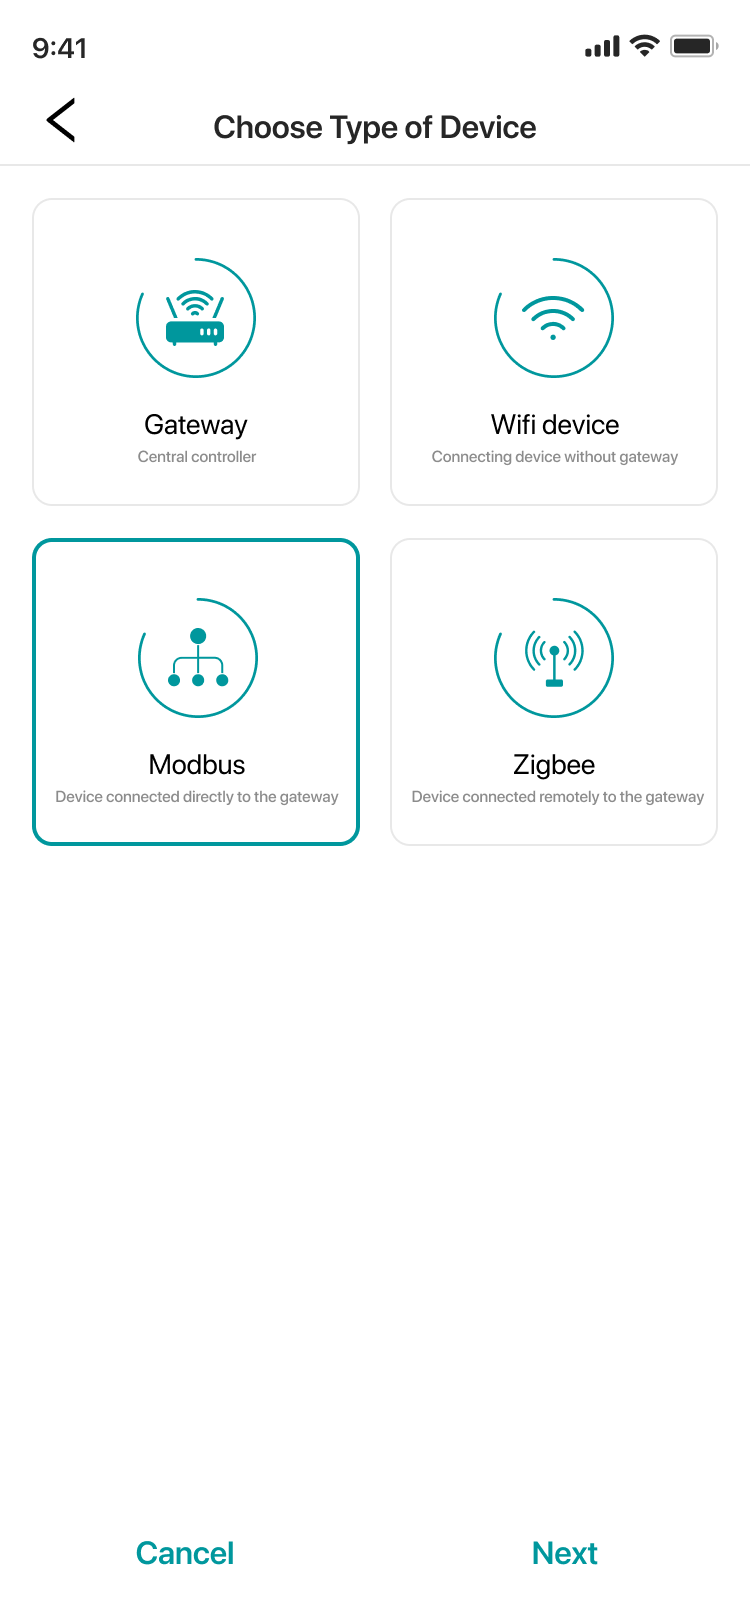 9:41
Choose Type of Device
Gateway
Central controller
Wifi device
Connecting device without gateway
Modbus
Device connected directly to the gateway
Zigbee
Device connected remotely to the gateway
Cancel
Next